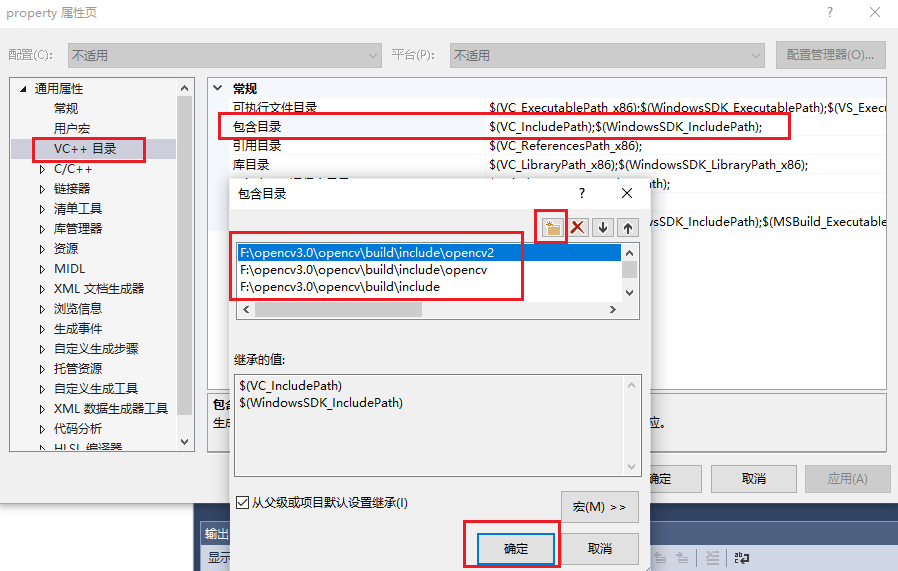 property 属性页
配置(C): 不适用 平台(P): 不适用 配置管理器(O)...
通用属性
常规
用户宏
VC++ 目录
C/C++
链接器
清单工具
库管理器
资源
MIDL
XML 文档生成器
浏览信息
生成事件
自定义生成步骤
托管资源
自定义生成工具
XML 数据生成器工具
代码分析
HLSL 编译器
常规
可执行文件目录 $(VC_ExecutablePath_x86);$(WindowsSDK_ExecutablePath);$(VS_Exec
包含目录 $(VC_IncludePath);$(WindowsSDK_IncludePath);
引用目录 $(VC_ReferencesPath_x86);
库目录 $(VC_LibraryPath_x86);$(WindowsSDK_LibraryPath_x86);
th);
sSDK_IncludePath);$(MSBuild_Executable
包含目录
F:\opencv3.0\opencv\build\include\opencv2
F:\opencv3.0\opencv\build\include\opencv
F:\opencv3.0\opencv\build\include
继承的值:
$(VC_IncludePath)
$(WindowsSDK_IncludePath)
从父级或项目默认设置继承(I)
宏(M) >>
确定 取消
包含
生成
应。
确定 取消 应用(A)
输出
显示